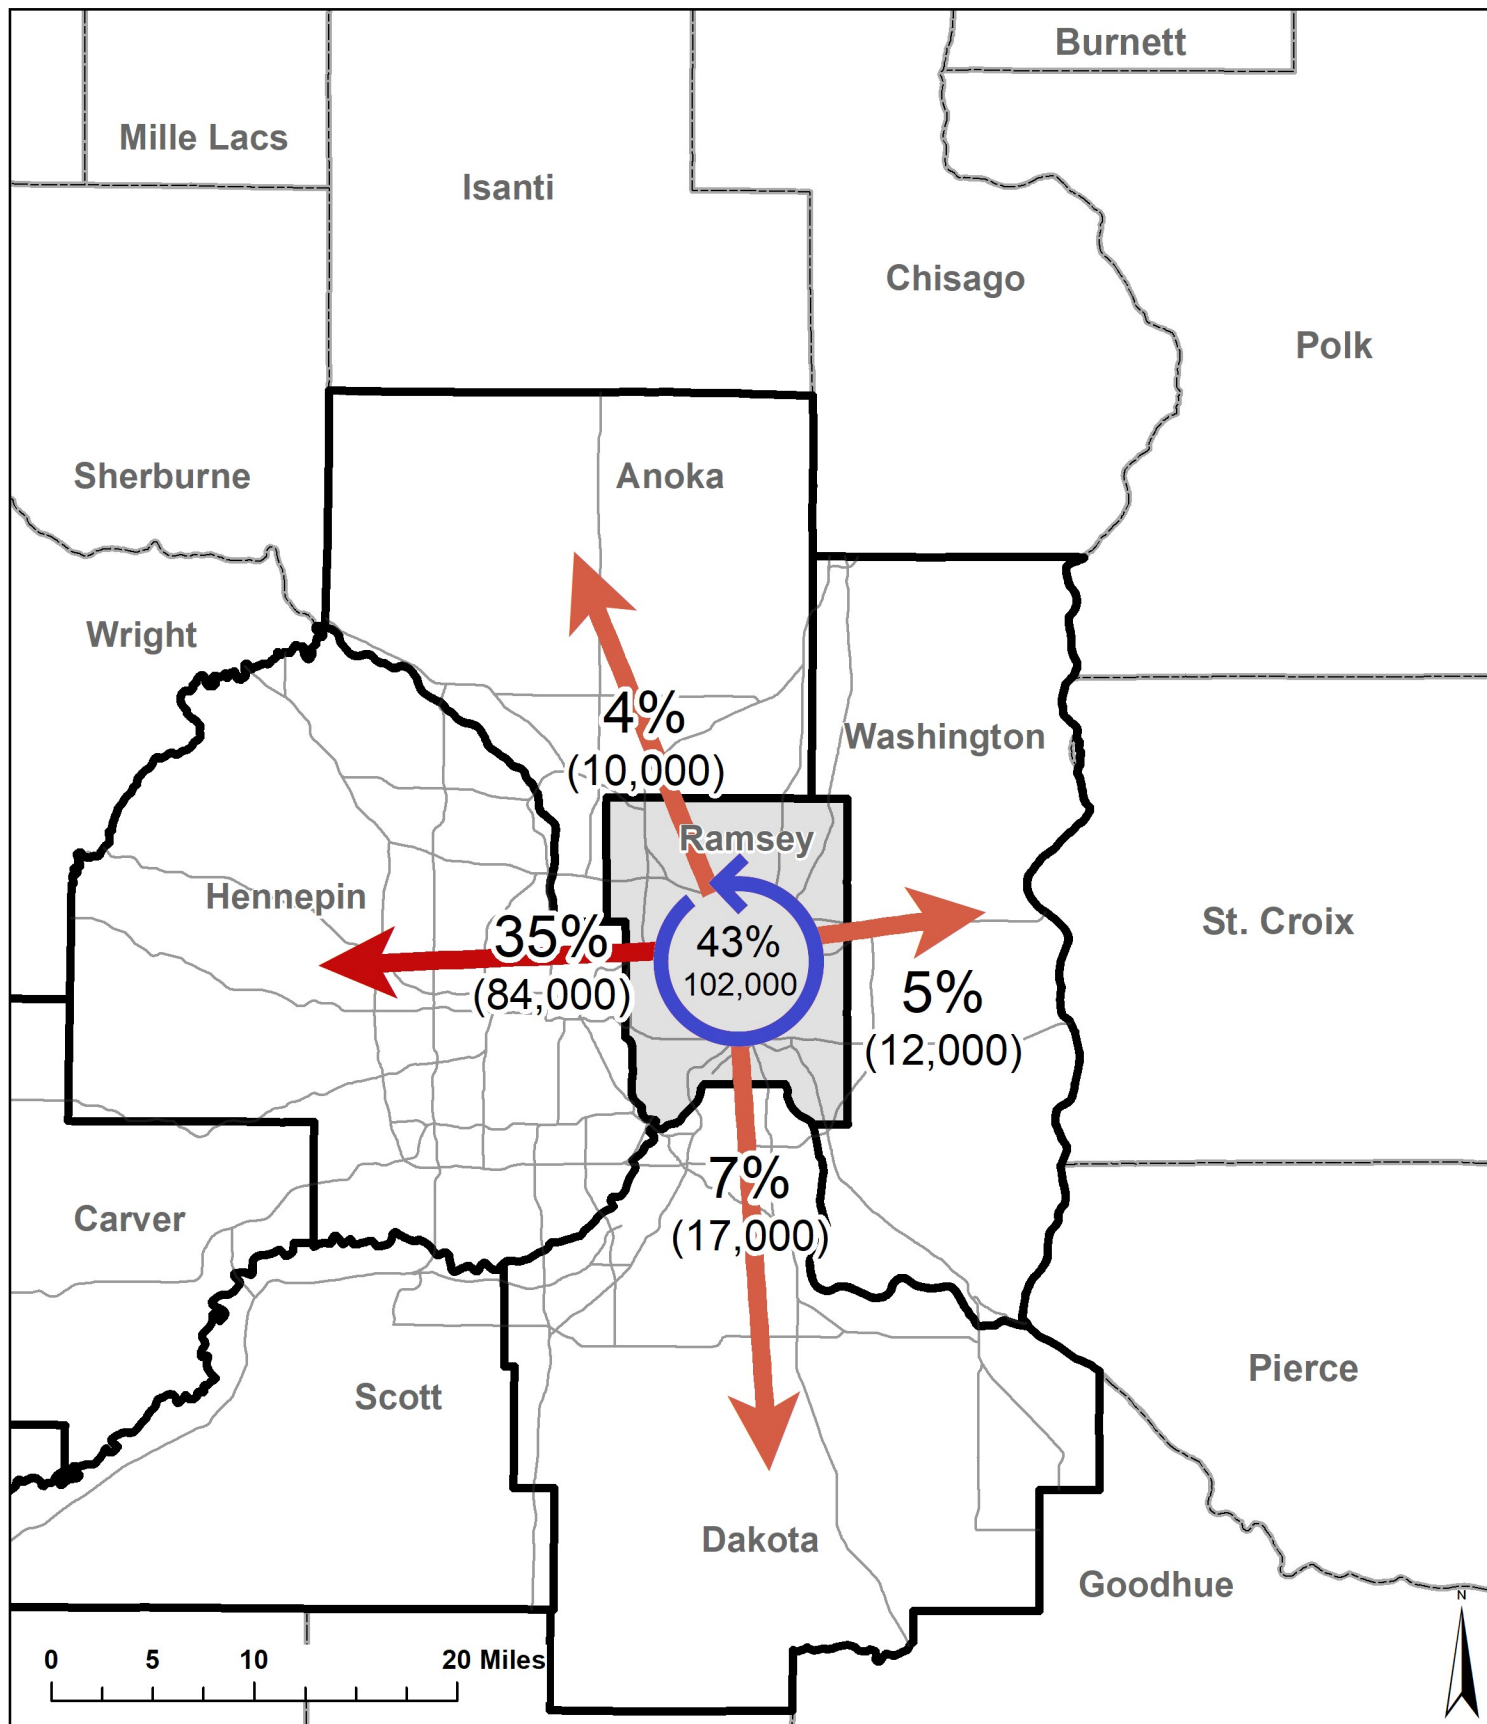 Burnett
Mille Lacs
Isanti
Chisago
Polk
Sherburne
Anoka
Wright
4%
(10,000)
Washington
Ramsey
Hennepin
35%
(84,000)
43%
102,000
St. Croix
5%
(12,000)
7%
(17,000)
Carver
Scott
Pierce
Dakota
Goodhue
N
0 5 10 20 Miles